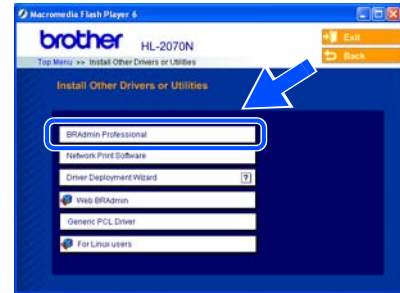 Macromedia Flash Player 6
brother HL-2070N
Exit
Back
Top Menu >> Install Other Drivers or Utilities
Install Other Drivers or Utilities
BRAdmin Professional
Network Print Software
Driver Deployment Wizard ?
Web BRAdmin
Generic PCL Driver
For Linux users